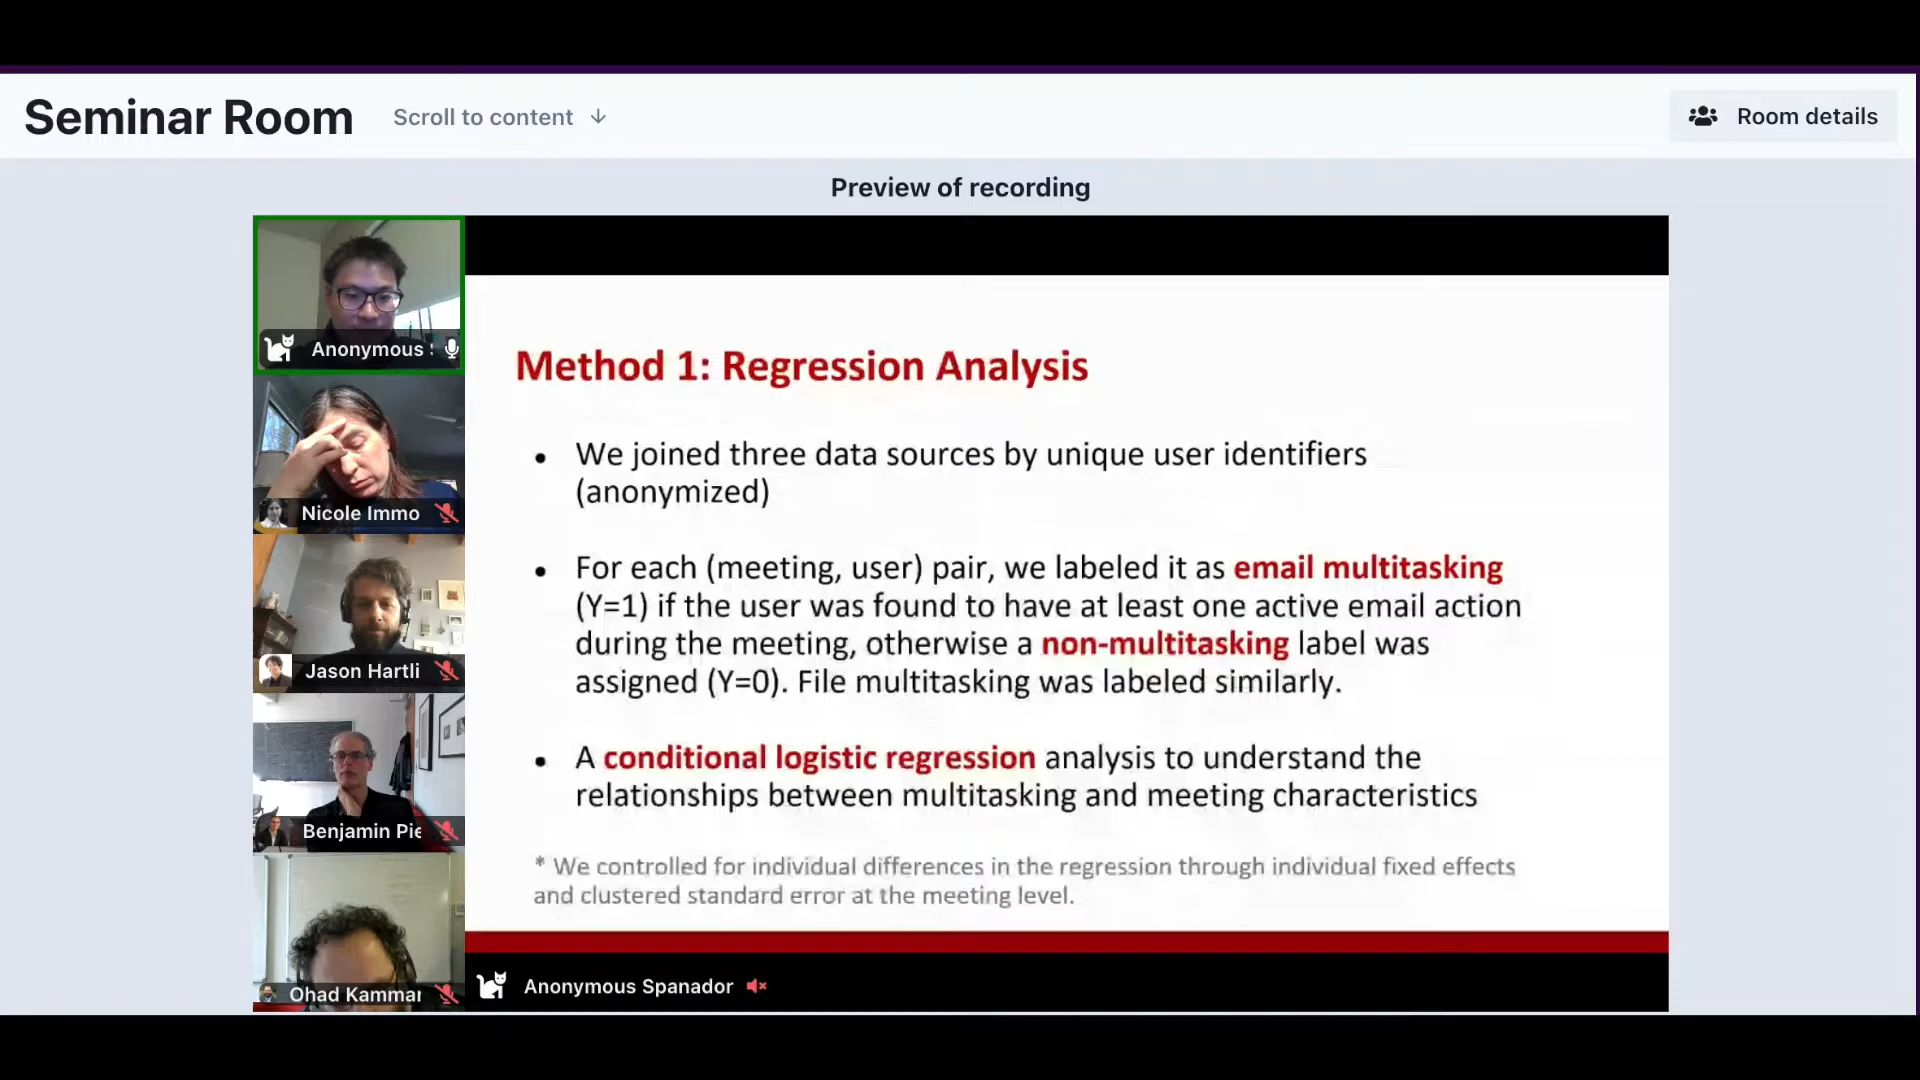 Seminar Room
Scroll to content ↓
Room details
Preview of recording
Anonymous
Nicole Immo
Jason Hartli
Benjamin Pie
Ohad Kammar
Method 1: Regression Analysis
• We joined three data sources by unique user identifiers
(anonymized)
• For each (meeting, user) pair, we labeled it as email multitasking
(Y=1) if the user was found to have at least one active email action
during the meeting, otherwise a non-multitasking label was
assigned (Y=0). File multitasking was labeled similarly.
• A conditional logistic regression analysis to understand the
relationships between multitasking and meeting characteristics
* We controlled for individual differences in the regression through individual fixed effects
and clustered standard error at the meeting level.
Anonymous Spanador